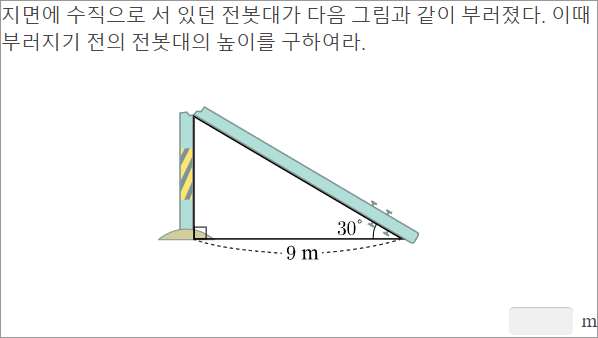 지면에 수직으로 서 있던 전봇대가 다음 그림과 같이 부러졌다. 이때
부러지기 전의 전봇대의 높이를 구하여라.
30°
9 m
m